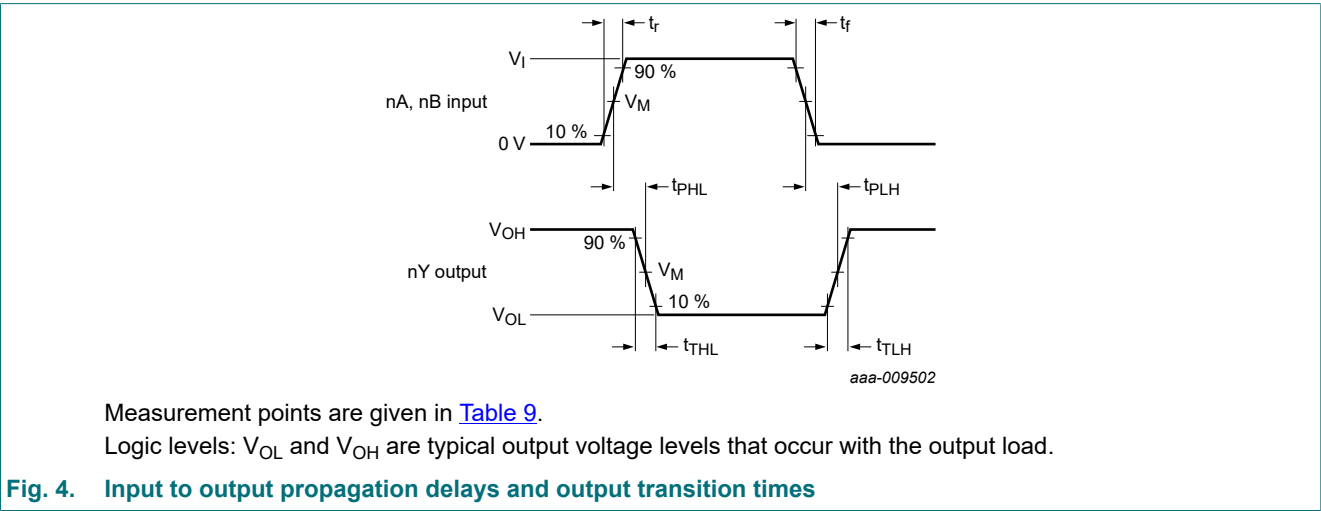 tr
tf
VI
90 %
nA, nB input
VM
10 %
0 V
tPHL
tPLH
VOH
90 %
nY output
VM
10 %
VOL
tTHL
tTLH
aaa-009502
Measurement points are given in Table 9.
Logic levels: VOL and VOH are typical output voltage levels that occur with the output load.
Fig. 4. Input to output propagation delays and output transition times